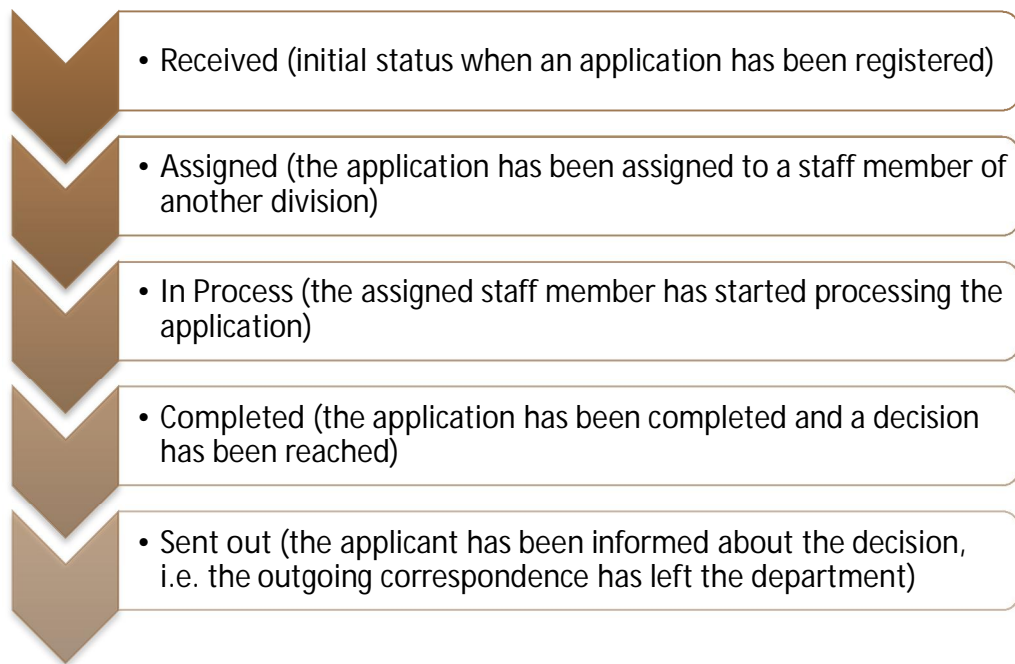 • Received (initial status when an application has been registered)
• Assigned (the application has been assigned to a staff member of
another division)
• In Process (the assigned staff member has started processing the
application)
• Completed (the application has been completed and a decision
has been reached)
• Sent out (the applicant has been informed about the decision,
i.e. the outgoing correspondence has left the department)